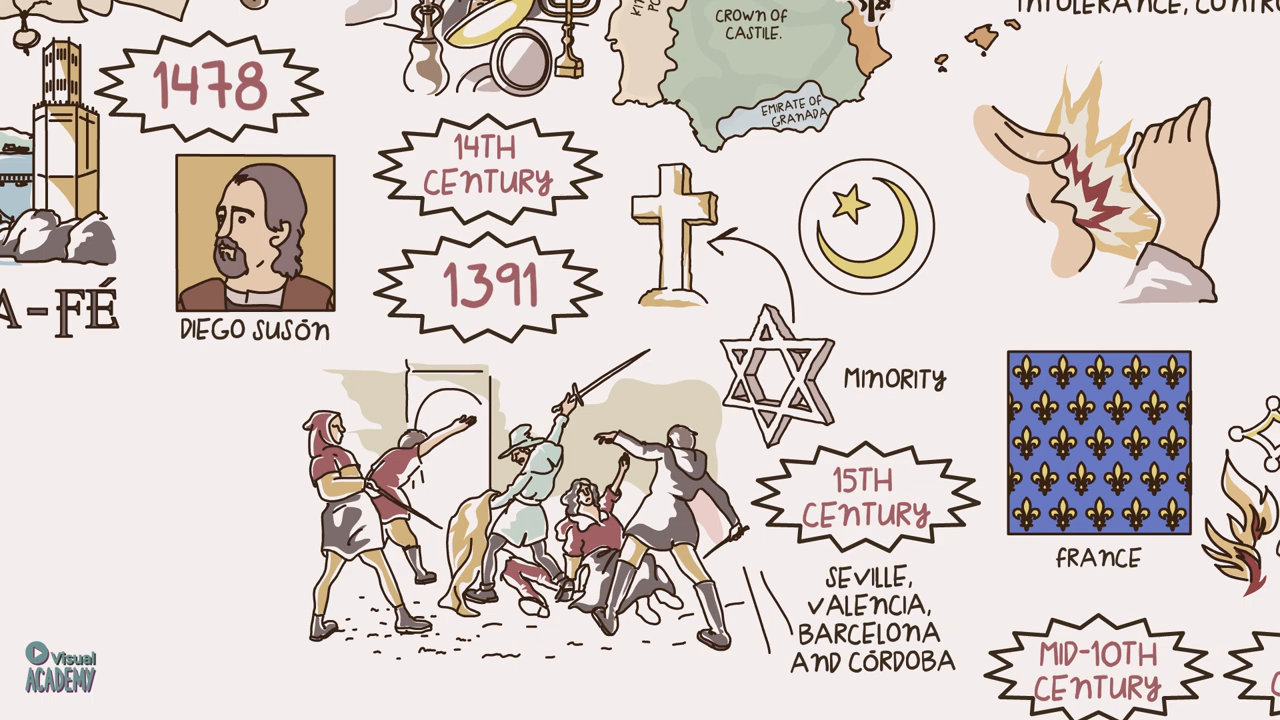 CROWN OF
CASTILE.
INTOLERANCE, CONTRO
1478
EMIRATE OF
GRANADA
14TH
CENTURY
1391
A-FÉ
DIEGO SUSÓN
MINORITY
15TH
CENTURY
SEVILLE,
VALENCIA,
BARCELONA
AND CÓRDOBA
FRANCE
MID-10TH
CENTURY
Visual
ACADEMY